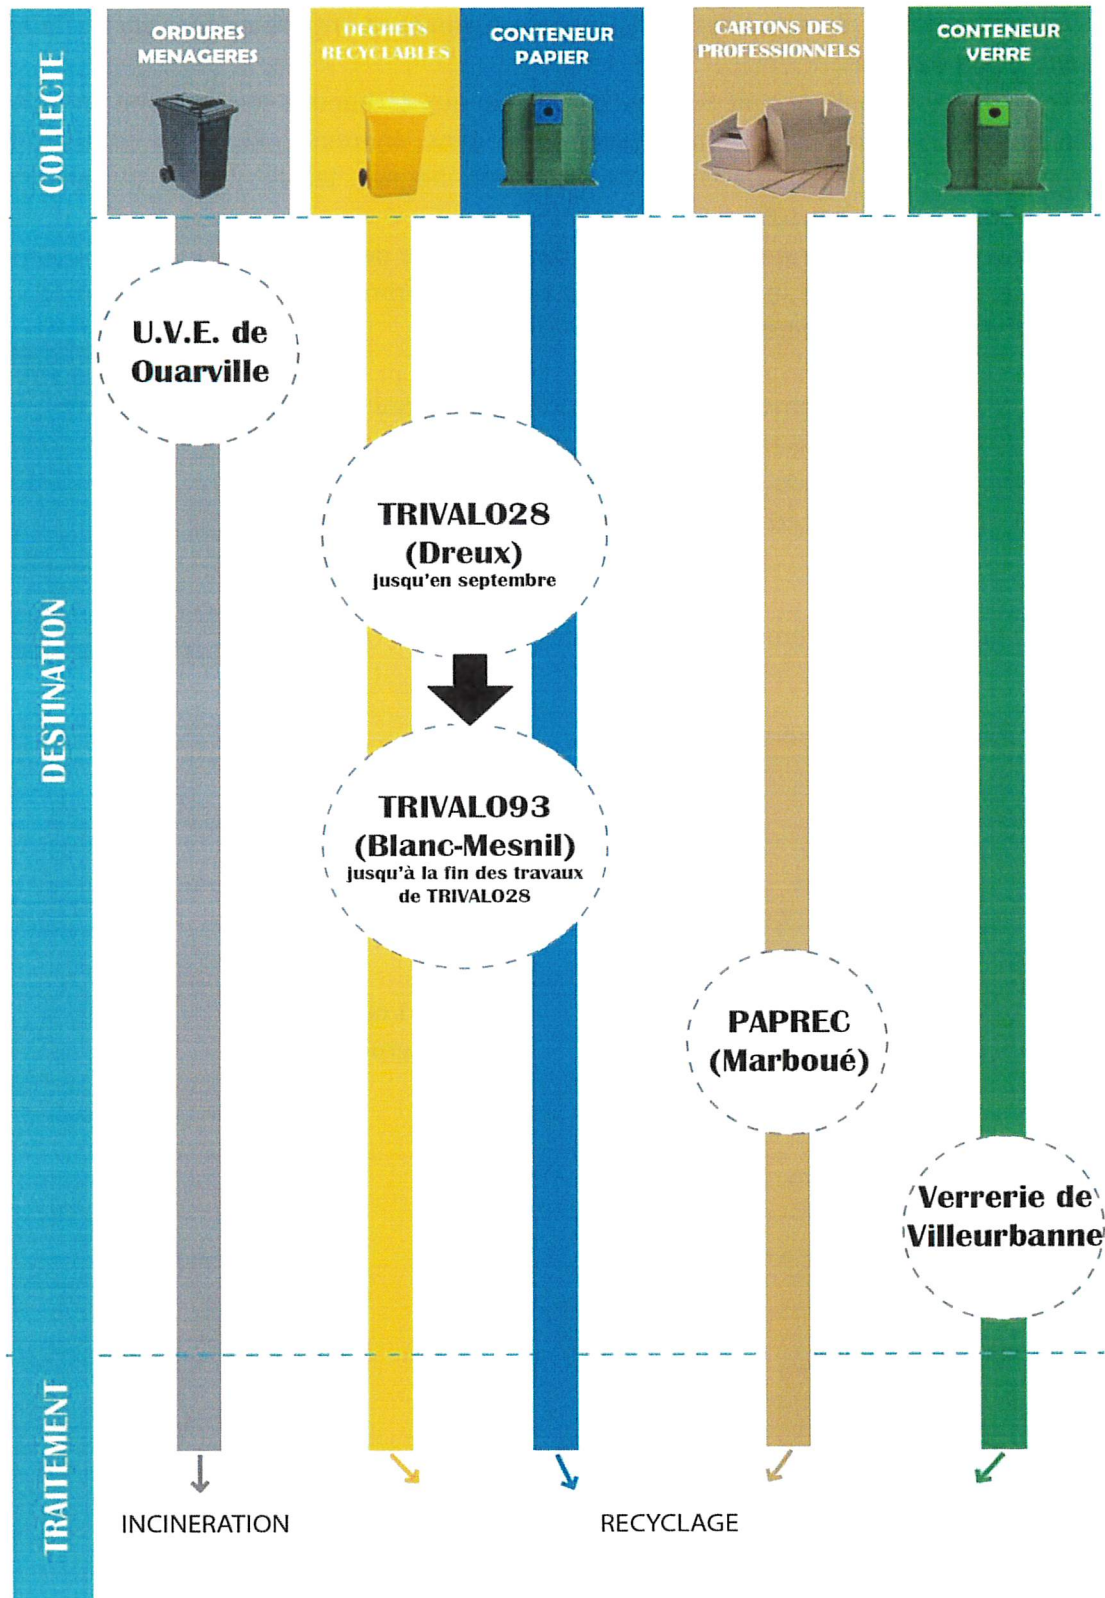 COLLECTE
ORDURES
MENAGERES
DECHETS
RECYCLABLES
CONTENEUR
PAPIER
CARTONS DES
PROFESSIONNELS
CONTENEUR
VERRE
DESTINATION
U.V.E. de
Ouarville
TRIVALO28
(Dreux)
jusqu'en septembre
TRIVALO93
(Blanc-Mesnil)
jusqu'à la fin des travaux
de TRIVALO28
PAPREC
(Marboué)
Verrerie de
Villeurbanne
TRAITEMENT
INCINERATION
RECYCLAGE